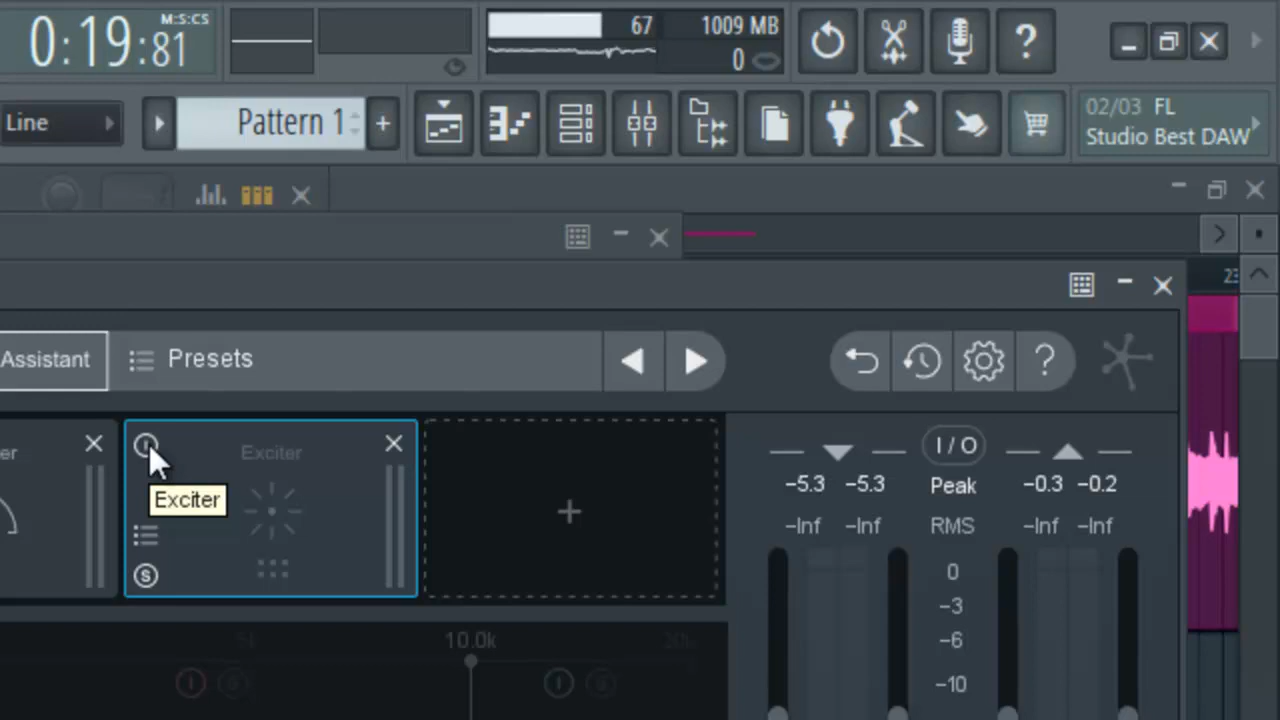 M:S:CS
0:19:81
67
1009 MB
0
?
Line
Pattern 1
+
02/03 FL
Studio Best DAW
23
Assistant
Presets
?
er
Exciter
Exciter
S
+
I / O
-5.3 -5.3
Peak
-0.3 -0.2
-Inf -Inf
RMS
-Inf -Inf
0
-3
-6
-10
10.0k